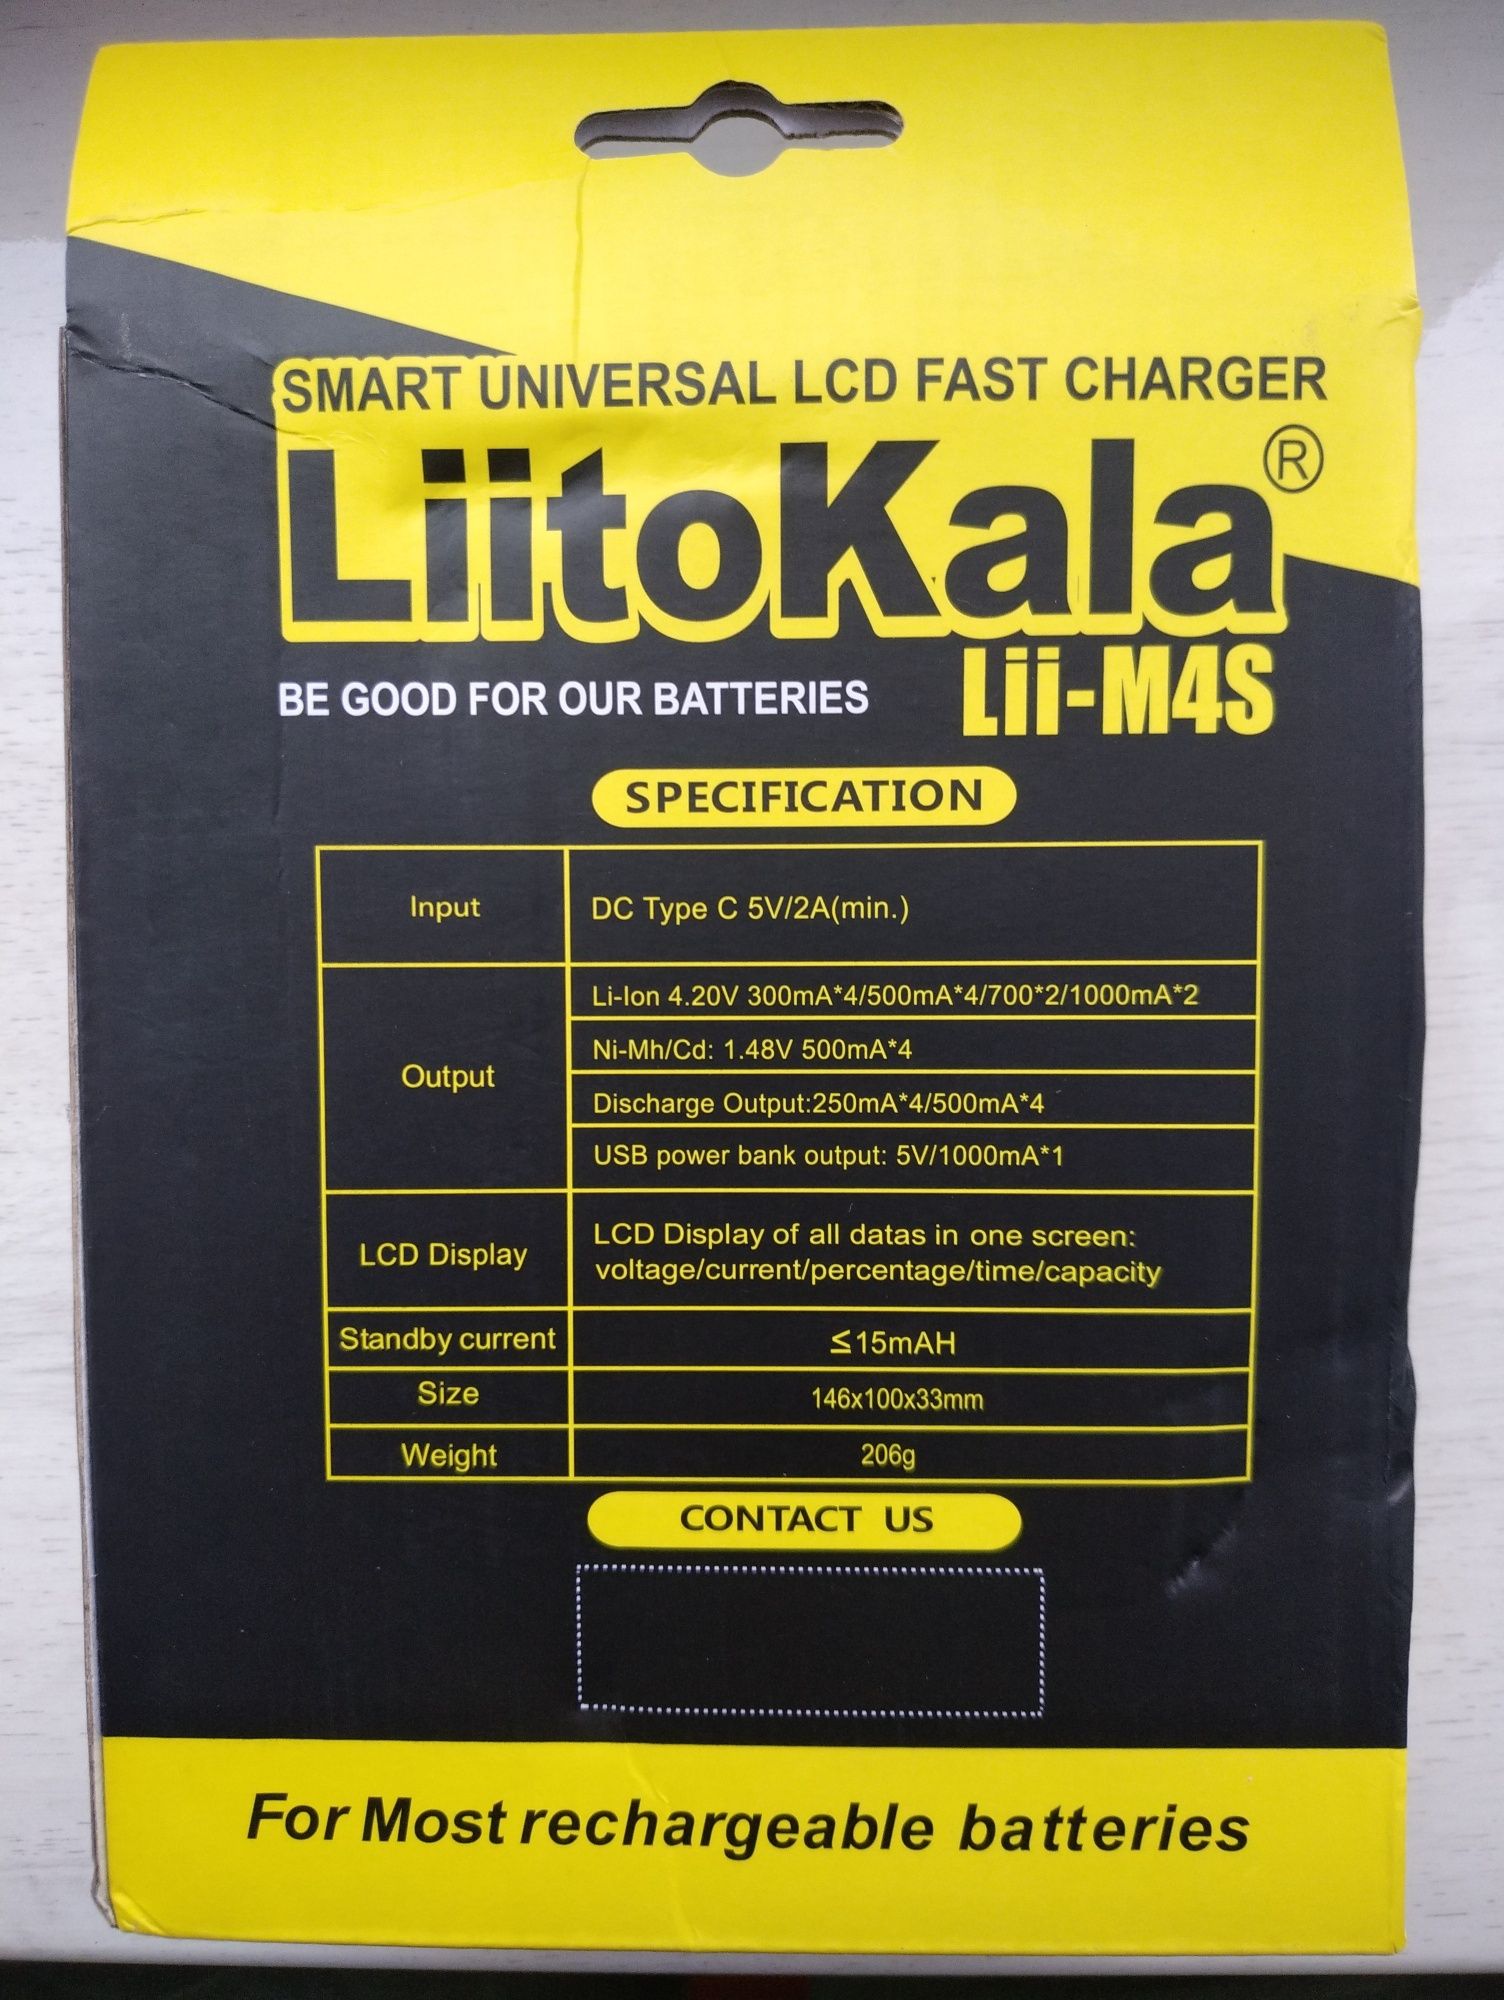 SMART UNIVERSAL LCD FAST CHARGER
LiitoKala®
BE GOOD FOR OUR BATTERIES
Lii-M4S
SPECIFICATION
Input
DC Type C 5V/2A(min.)
Output
Li-Ion 4.20V 300mA*4/500mA*4/700*2/1000mA*2
Ni-Mh/Cd: 1.48V 500mA*4
Discharge Output:250mA*4/500mA*4
USB power bank output: 5V/1000mA*1
LCD Display
LCD Display of all datas in one screen:
voltage/current/percentage/time/capacity
Standby current
≤15mAH
Size
146x100x33mm
Weight
206g
CONTACT US
For Most rechargeable batteries